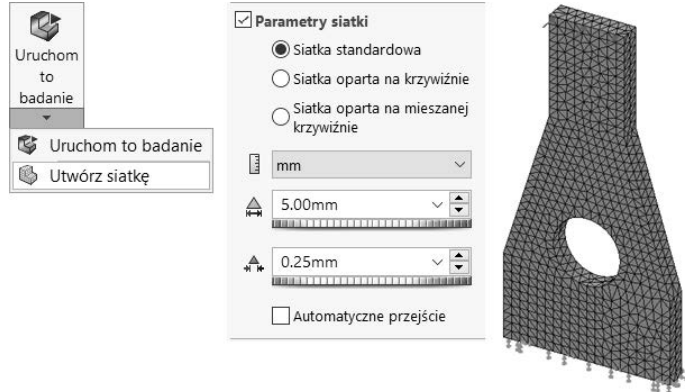 Uruchom
to
badanie
Uruchom to badanie
Utwórz siatkę
Parametry siatki
Siatka standardowa
Siatka oparta na krzywiźnie
Siatka oparta na mieszanej
krzywiźnie
mm
5.00mm
0.25mm
Automatyczne przejście